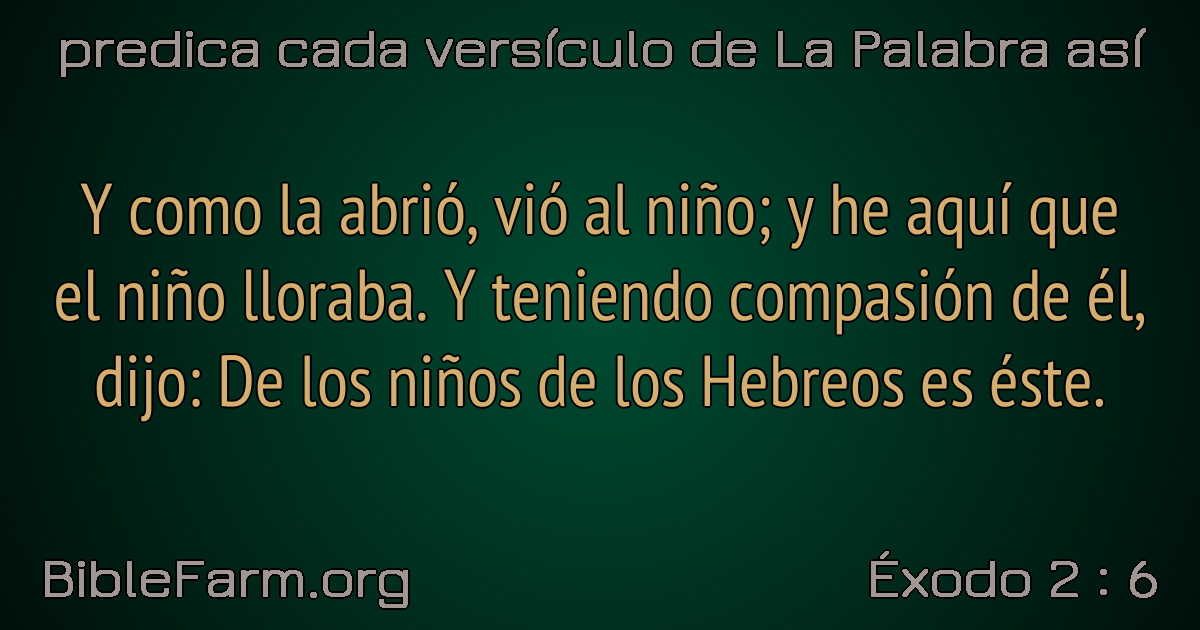 predica cada versículo de La Palabra así
Y como la abrió, vió al niño; y he aquí que
el niño lloraba. Y teniendo compasión de él,
dijo: De los niños de los Hebreos es éste.
BibleFarm.org
Éxodo 2 : 6